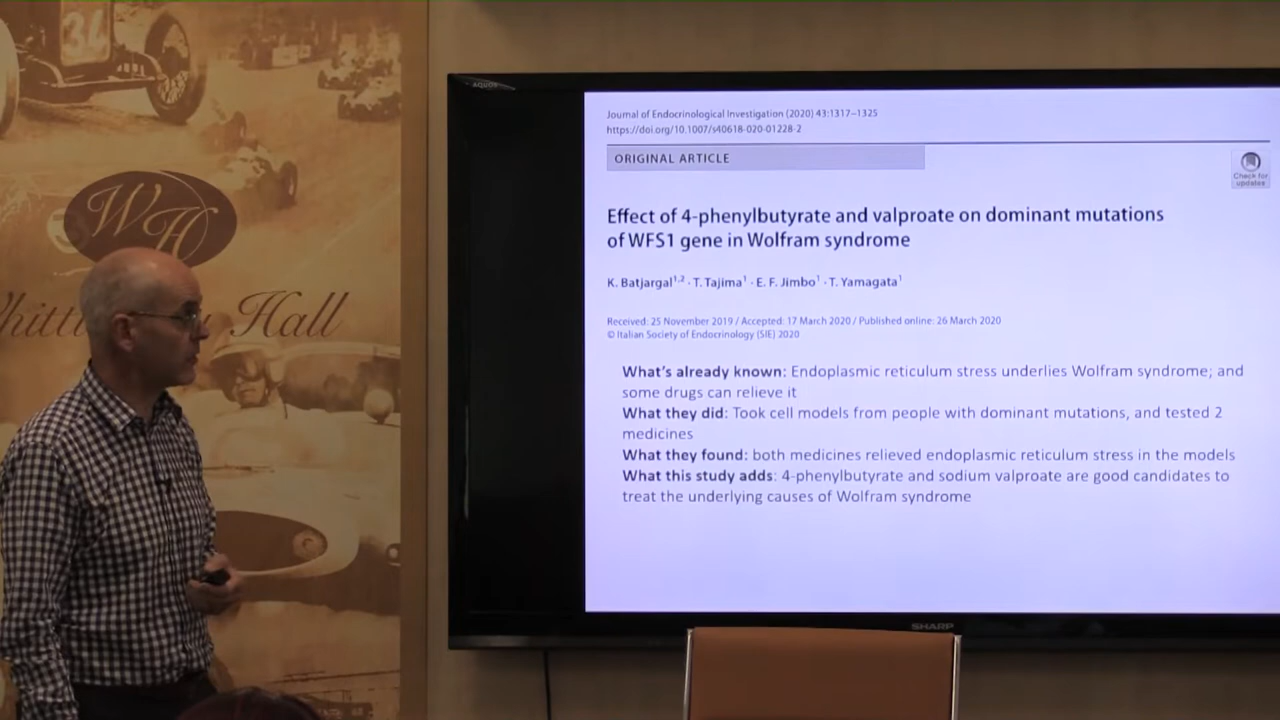 34
WH
Hall
AQUOS
Journal of Endocrinological Investigation (2020) 43:1317–1325
https://doi.org/10.1007/s40618-020-01228-2
ORIGINAL ARTICLE
Check for
updates
Effect of 4-phenylbutyrate and valproate on dominant mutations
of WFS1 gene in Wolfram syndrome
K. Batjargal1,2 · T. Tajima1 · E. F. Jimbo1 · T. Yamagata1
Received: 25 November 2019 / Accepted: 17 March 2020 / Published online: 26 March 2020
© Italian Society of Endocrinology (SIE) 2020
What's already known: Endoplasmic reticulum stress underlies Wolfram syndrome; and
some drugs can relieve it
What they did: Took cell models from people with dominant mutations, and tested 2
medicines
What they found: both medicines relieved endoplasmic reticulum stress in the models
What this study adds: 4-phenylbutyrate and sodium valproate are good candidates to
treat the underlying causes of Wolfram syndrome
SHARP